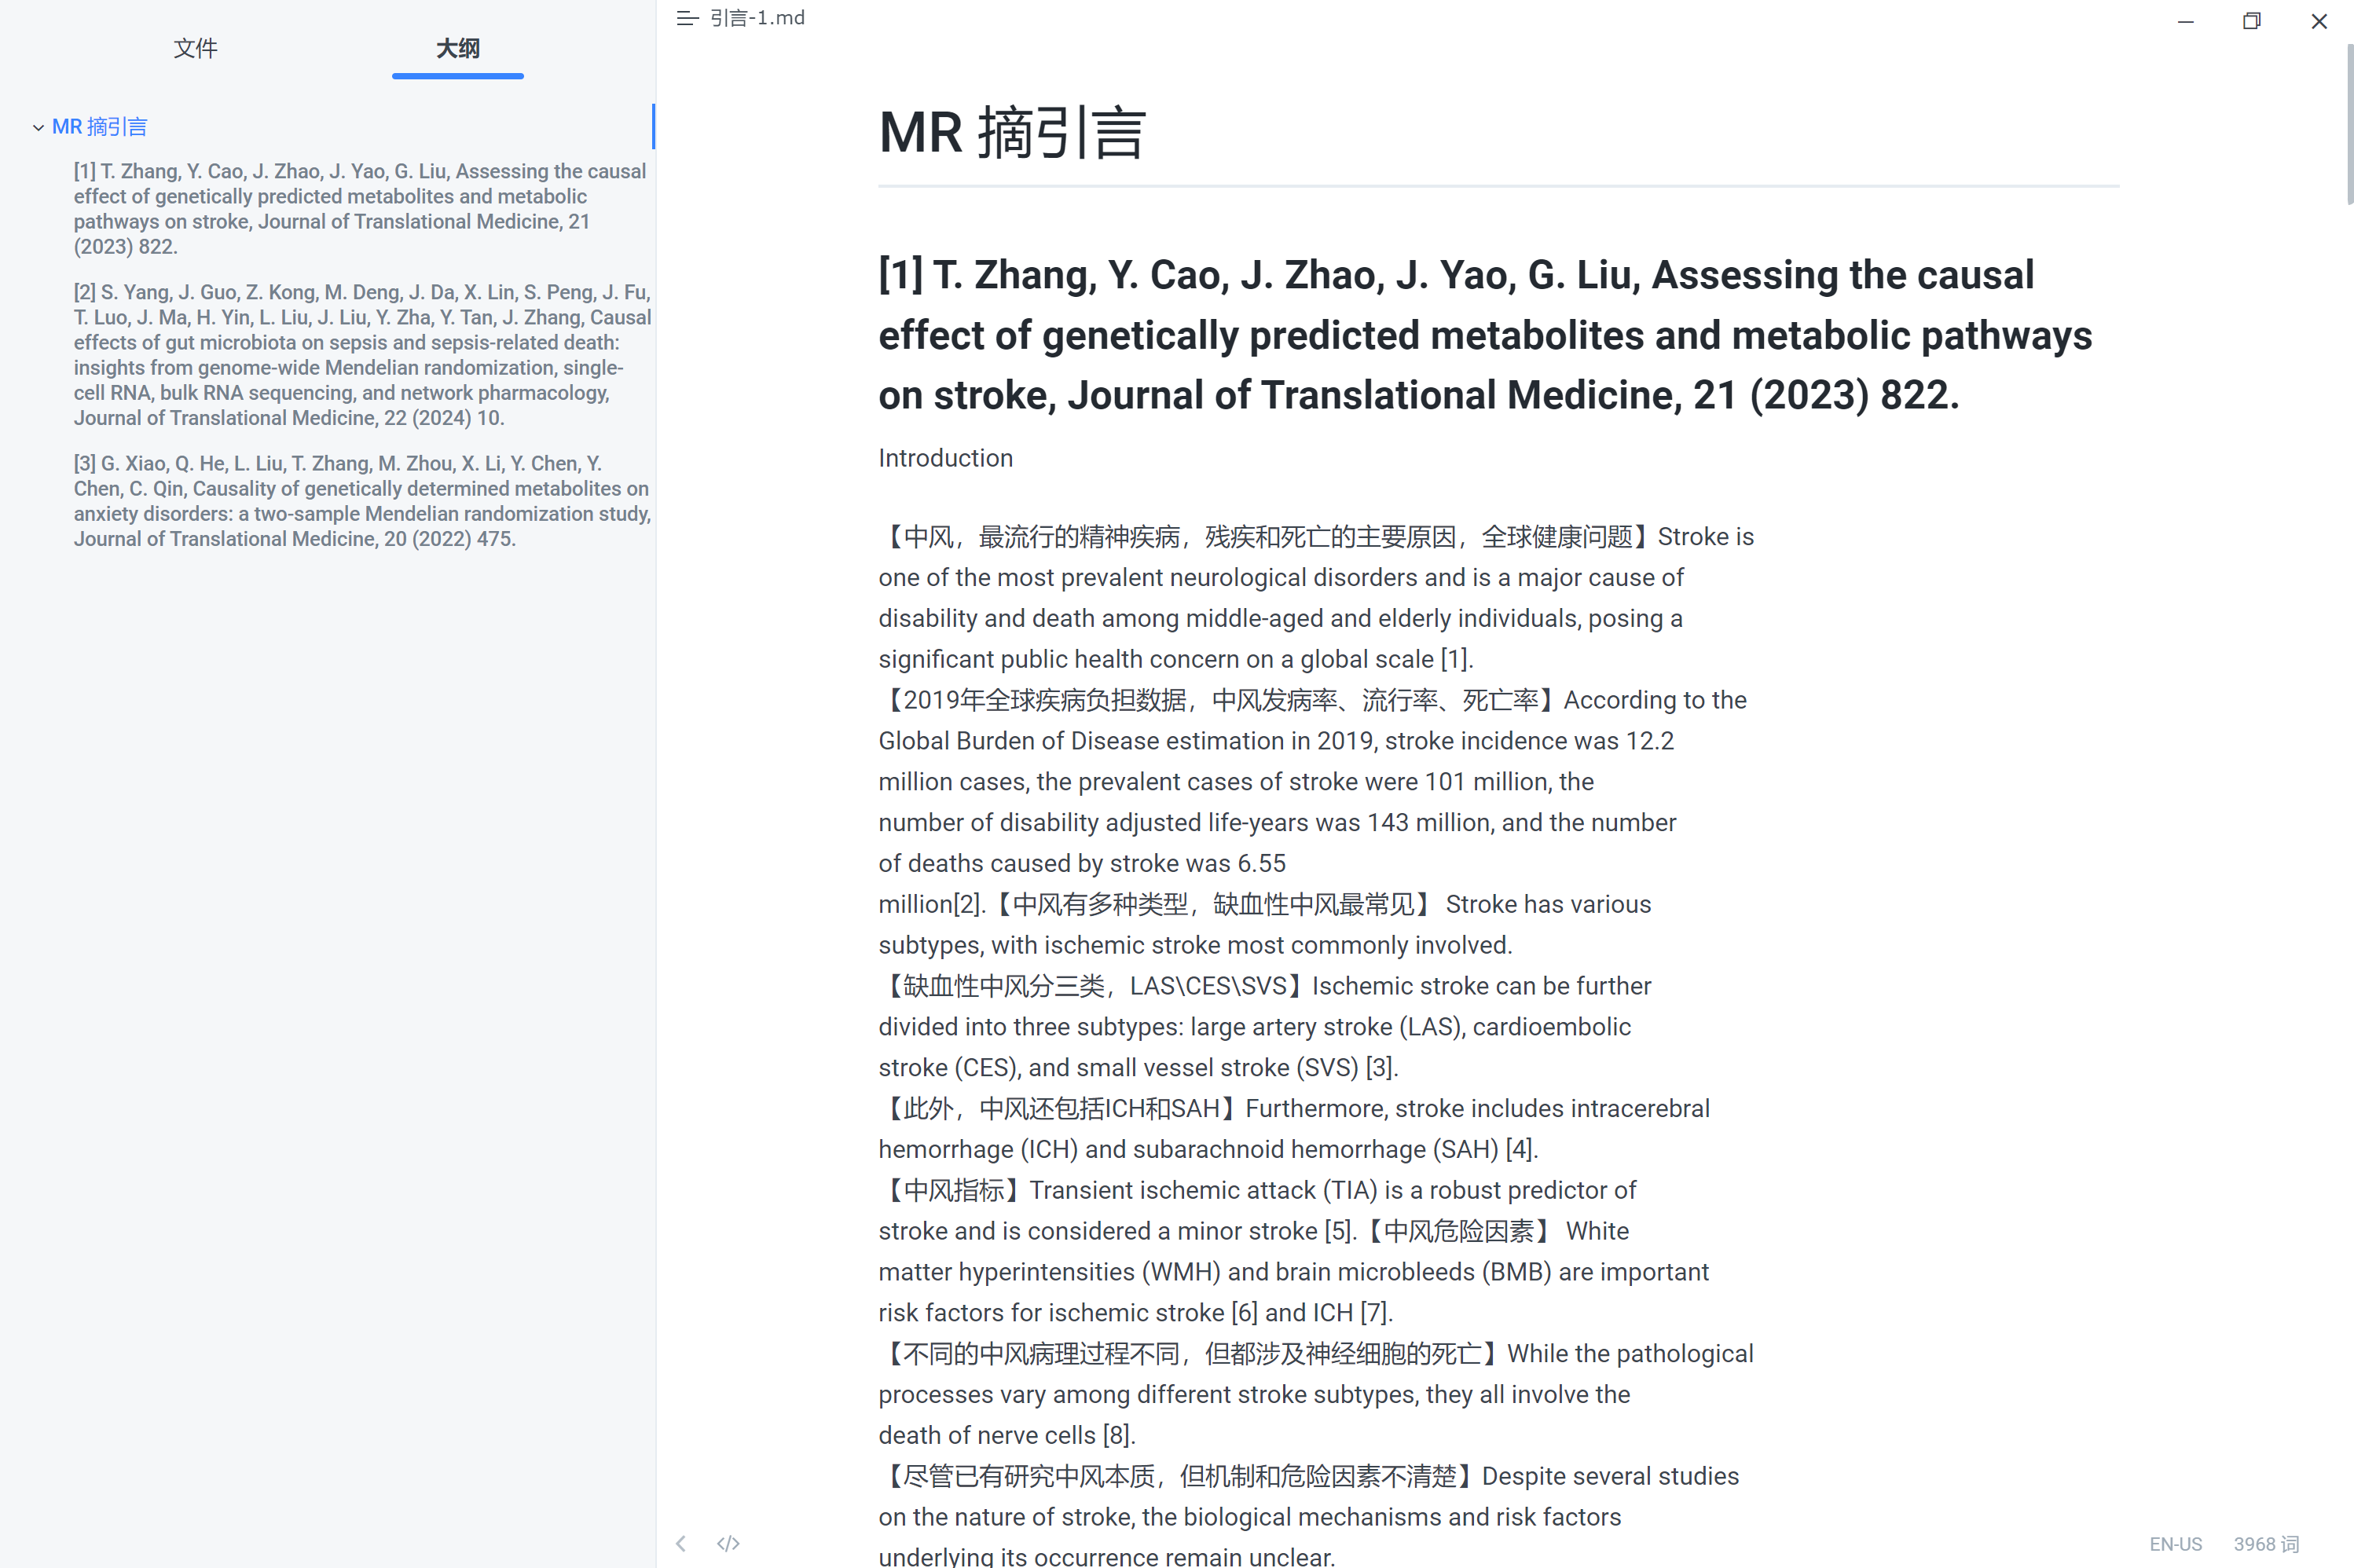 文件
大纲
MR 摘引言
[1] T. Zhang, Y. Cao, J. Zhao, J. Yao, G. Liu, Assessing the causal
effect of genetically predicted metabolites and metabolic
pathways on stroke, Journal of Translational Medicine, 21
(2023) 822.
[2] S. Yang, J. Guo, Z. Kong, M. Deng, J. Da, X. Lin, S. Peng, J. Fu,
T. Luo, J. Ma, H. Yin, L. Liu, J. Liu, Y. Zha, Y. Tan, J. Zhang, Causal
effects of gut microbiota on sepsis and sepsis-related death:
insights from genome-wide Mendelian randomization, single-
cell RNA, bulk RNA sequencing, and network pharmacology,
Journal of Translational Medicine, 22 (2024) 10.
[3] G. Xiao, Q. He, L. Liu, T. Zhang, M. Zhou, X. Li, Y. Chen, Y.
Chen, C. Qin, Causality of genetically determined metabolites on
anxiety disorders: a two-sample Mendelian randomization study,
Journal of Translational Medicine, 20 (2022) 475.
引言-1.md
MR 摘引言
[1] T. Zhang, Y. Cao, J. Zhao, J. Yao, G. Liu, Assessing the causal
effect of genetically predicted metabolites and metabolic pathways
on stroke, Journal of Translational Medicine, 21 (2023) 822.
Introduction
【中风，最流行的精神疾病，残疾和死亡的主要原因，全球健康问题】Stroke is
one of the most prevalent neurological disorders and is a major cause of
disability and death among middle-aged and elderly individuals, posing a
significant public health concern on a global scale [1].
【2019年全球疾病负担数据，中风发病率、流行率、死亡率】According to the
Global Burden of Disease estimation in 2019, stroke incidence was 12.2
million cases, the prevalent cases of stroke were 101 million, the
number of disability adjusted life-years was 143 million, and the number
of deaths caused by stroke was 6.55
million[2].【中风有多种类型，缺血性中风最常见】 Stroke has various
subtypes, with ischemic stroke most commonly involved.
【缺血性中风分三类，LAS\CES\SVS】Ischemic stroke can be further
divided into three subtypes: large artery stroke (LAS), cardioembolic
stroke (CES), and small vessel stroke (SVS) [3].
【此外，中风还包括ICH和SAH】Furthermore, stroke includes intracerebral
hemorrhage (ICH) and subarachnoid hemorrhage (SAH) [4].
【中风指标】Transient ischemic attack (TIA) is a robust predictor of
stroke and is considered a minor stroke [5].【中风危险因素】 White
matter hyperintensities (WMH) and brain microbleeds (BMB) are important
risk factors for ischemic stroke [6] and ICH [7].
【不同的中风病理过程不同，但都涉及神经细胞的死亡】While the pathological
processes vary among different stroke subtypes, they all involve the
death of nerve cells [8].
【尽管已有研究中风本质，但机制和危险因素不清楚】Despite several studies
on the nature of stroke, the biological mechanisms and risk factors
underlying its occurrence remain unclear.
EN-US
3968 词